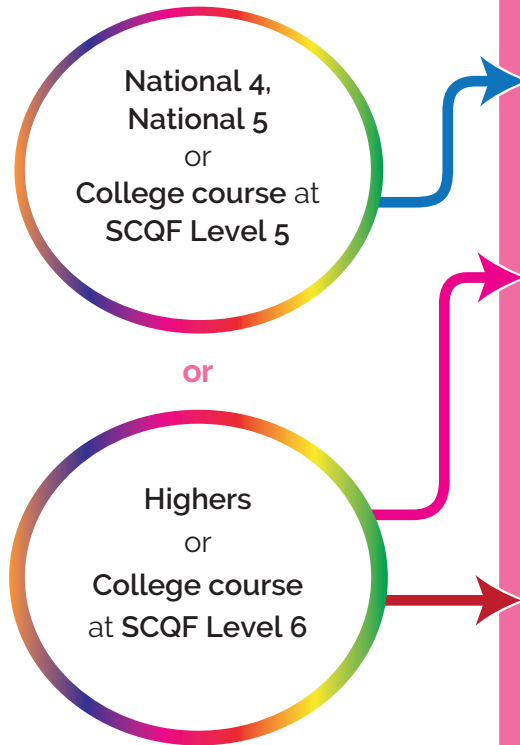 National 4,
National 5
or
College course at
SCQF Level 5
or
Highers
or
College course
at SCQF Level 6